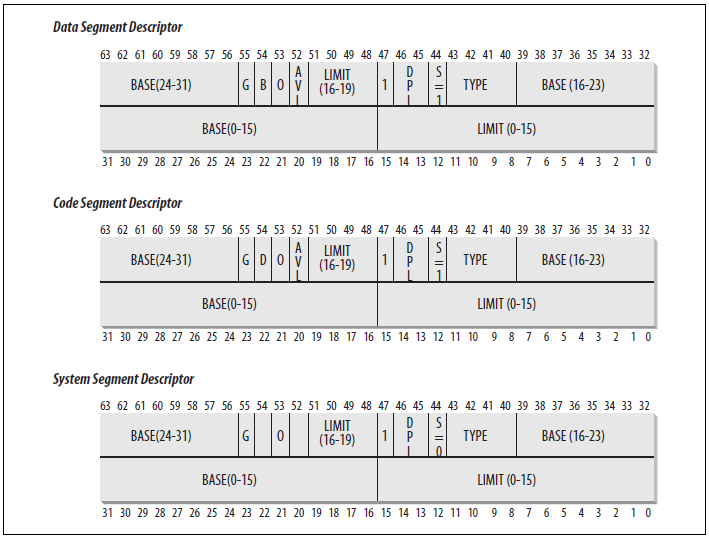 Data Segment Descriptor
63 62 61 60 59 58 57 56 55 54 53 52 51 50 49 48 47 46 45 44 43 42 41 40 39 38 37 36 35 34 33 32
BASE(24-31) G B 0 AVL LIMIT (16-19) 1 DPL S=1 TYPE BASE (16-23)
BASE(0-15) LIMIT (0-15)
31 30 29 28 27 26 25 24 23 22 21 20 19 18 17 16 15 14 13 12 11 10 9 8 7 6 5 4 3 2 1 0
Code Segment Descriptor
63 62 61 60 59 58 57 56 55 54 53 52 51 50 49 48 47 46 45 44 43 42 41 40 39 38 37 36 35 34 33 32
BASE(24-31) G D 0 AVL LIMIT (16-19) 1 DPL S=1 TYPE BASE (16-23)
BASE(0-15) LIMIT (0-15)
31 30 29 28 27 26 25 24 23 22 21 20 19 18 17 16 15 14 13 12 11 10 9 8 7 6 5 4 3 2 1 0
System Segment Descriptor
63 62 61 60 59 58 57 56 55 54 53 52 51 50 49 48 47 46 45 44 43 42 41 40 39 38 37 36 35 34 33 32
BASE(24-31) G 0 LIMIT (16-19) 1 DPL S=0 TYPE BASE (16-23)
BASE(0-15) LIMIT (0-15)
31 30 29 28 27 26 25 24 23 22 21 20 19 18 17 16 15 14 13 12 11 10 9 8 7 6 5 4 3 2 1 0